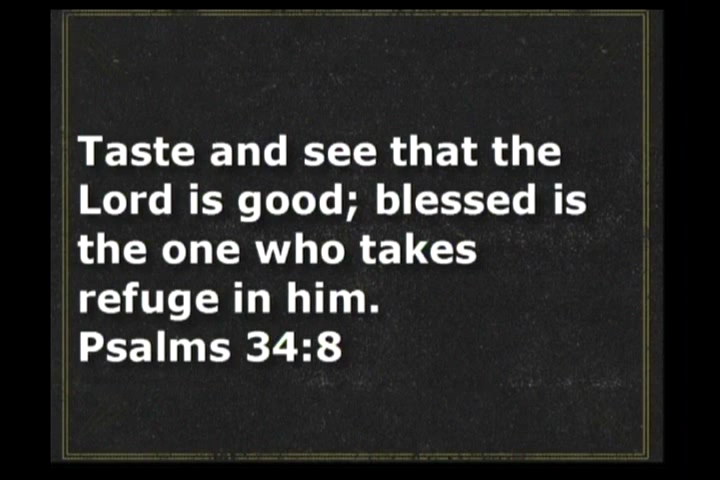 Taste and see that the
Lord is good; blessed is
the one who takes
refuge in him.
Psalms 34:8